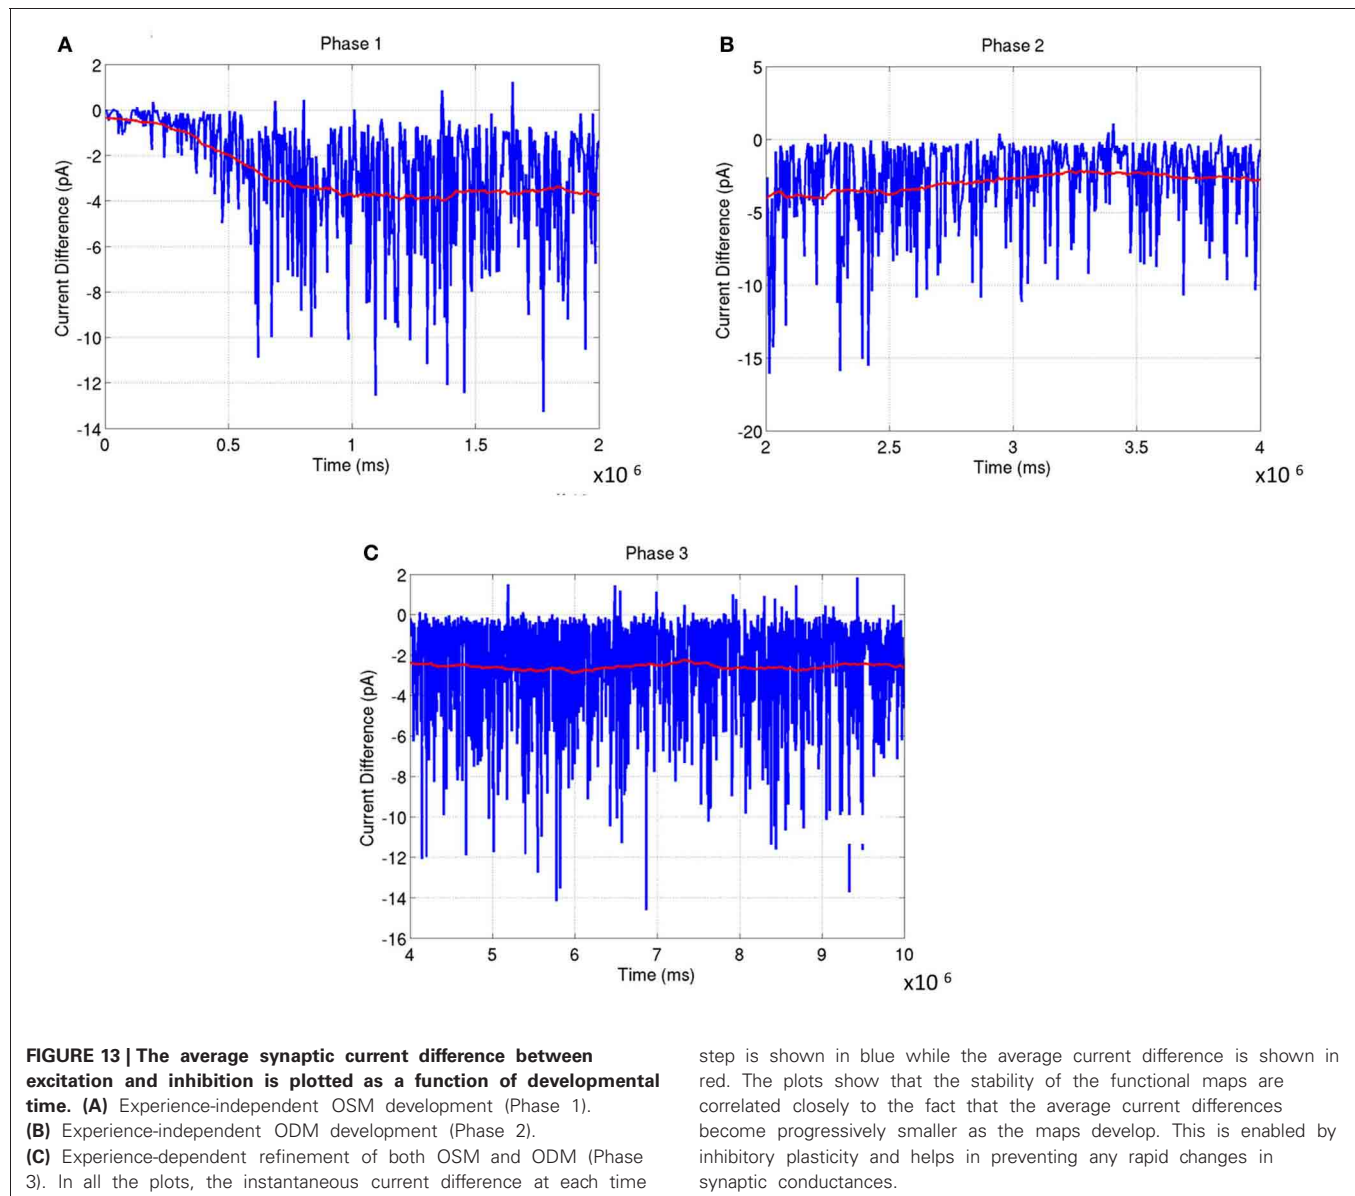 A
Phase 1
2
0
-2
-4
-6
-8
-10
-12
-14
Current Difference (pA)
0
0.5
1
1.5
2
Time (ms)
x10 6
B
Phase 2
5
0
-5
-10
-15
-20
Current Difference (pA)
2
2.5
3
3.5
4
Time (ms)
x10 6
C
Phase 3
2
0
-2
-4
-6
-8
-10
-12
-14
-16
Current Difference (pA)
4
5
6
7
8
9
10
Time (ms)
x10 6
FIGURE 13 | The average synaptic current difference between
excitation and inhibition is plotted as a function of developmental
time. (A) Experience-independent OSM development (Phase 1).
(B) Experience-independent ODM development (Phase 2).
(C) Experience-dependent refinement of both OSM and ODM (Phase
3). In all the plots, the instantaneous current difference at each time
step is shown in blue while the average current difference is shown in
red. The plots show that the stability of the functional maps are
correlated closely to the fact that the average current differences
become progressively smaller as the maps develop. This is enabled by
inhibitory plasticity and helps in preventing any rapid changes in
synaptic conductances.